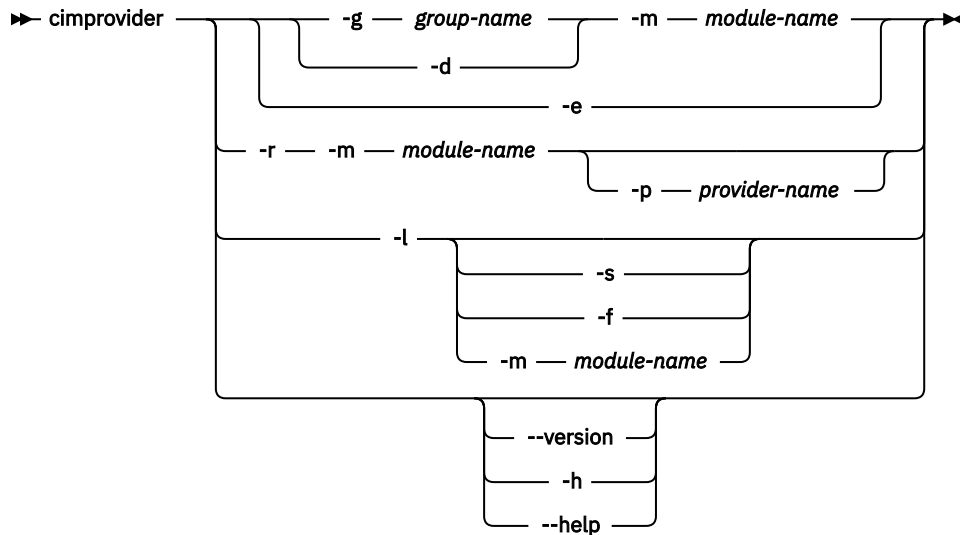 cimprovider -g group-name -m module-name
-d
-e
-r -m module-name
-p provider-name
-l
-s
-f
-m module-name
--version
-h
--help